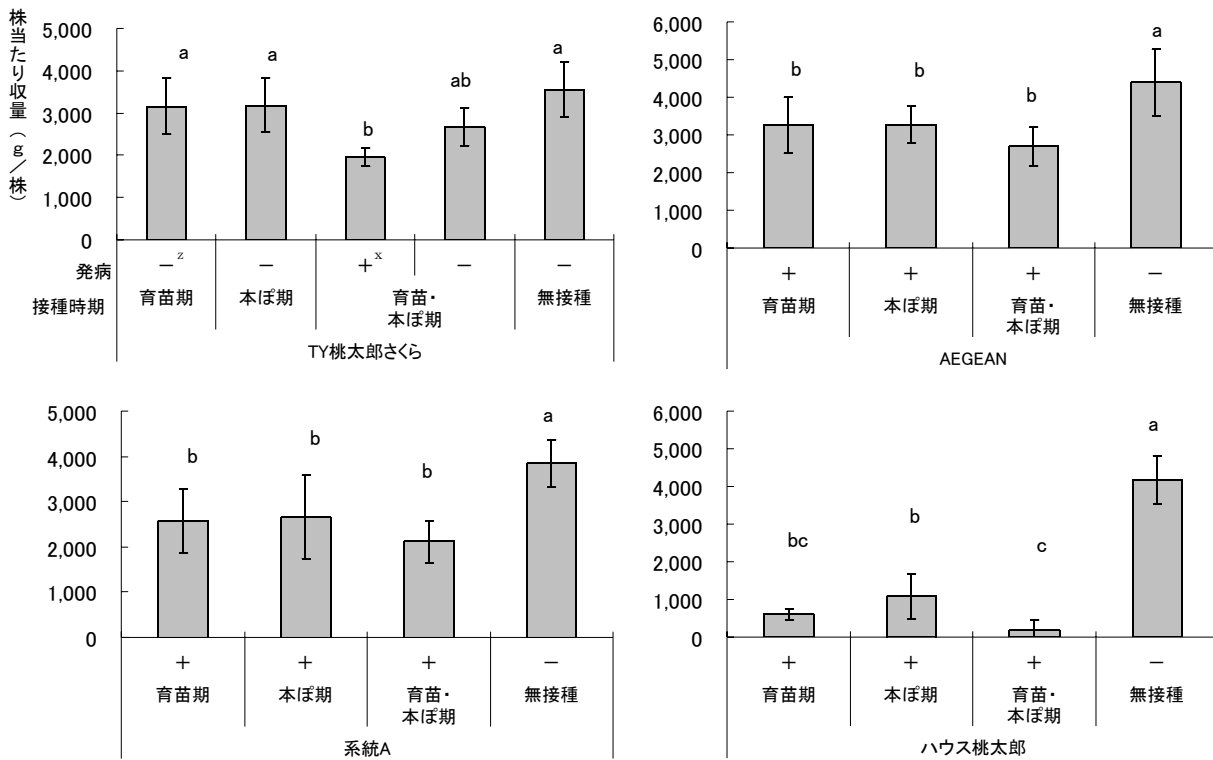 株当たり収量(g/株)
5,000
4,000
3,000
2,000
1,000
0
a
a
b
ab
a
発病
－z
－
＋x
－
－
接種時期
育苗期
本ぽ期
育苗・
本ぽ期
無接種
TY桃太郎さくら
6,000
5,000
4,000
3,000
2,000
1,000
0
b
b
b
a
＋
＋
＋
－
育苗期
本ぽ期
育苗・
本ぽ期
無接種
AEGEAN
5,000
4,000
3,000
2,000
1,000
0
b
b
b
a
＋
＋
＋
－
育苗期
本ぽ期
育苗・
本ぽ期
無接種
系統A
6,000
5,000
4,000
3,000
2,000
1,000
0
bc
b
c
a
＋
＋
＋
－
育苗期
本ぽ期
育苗・
本ぽ期
無接種
ハウス桃太郎